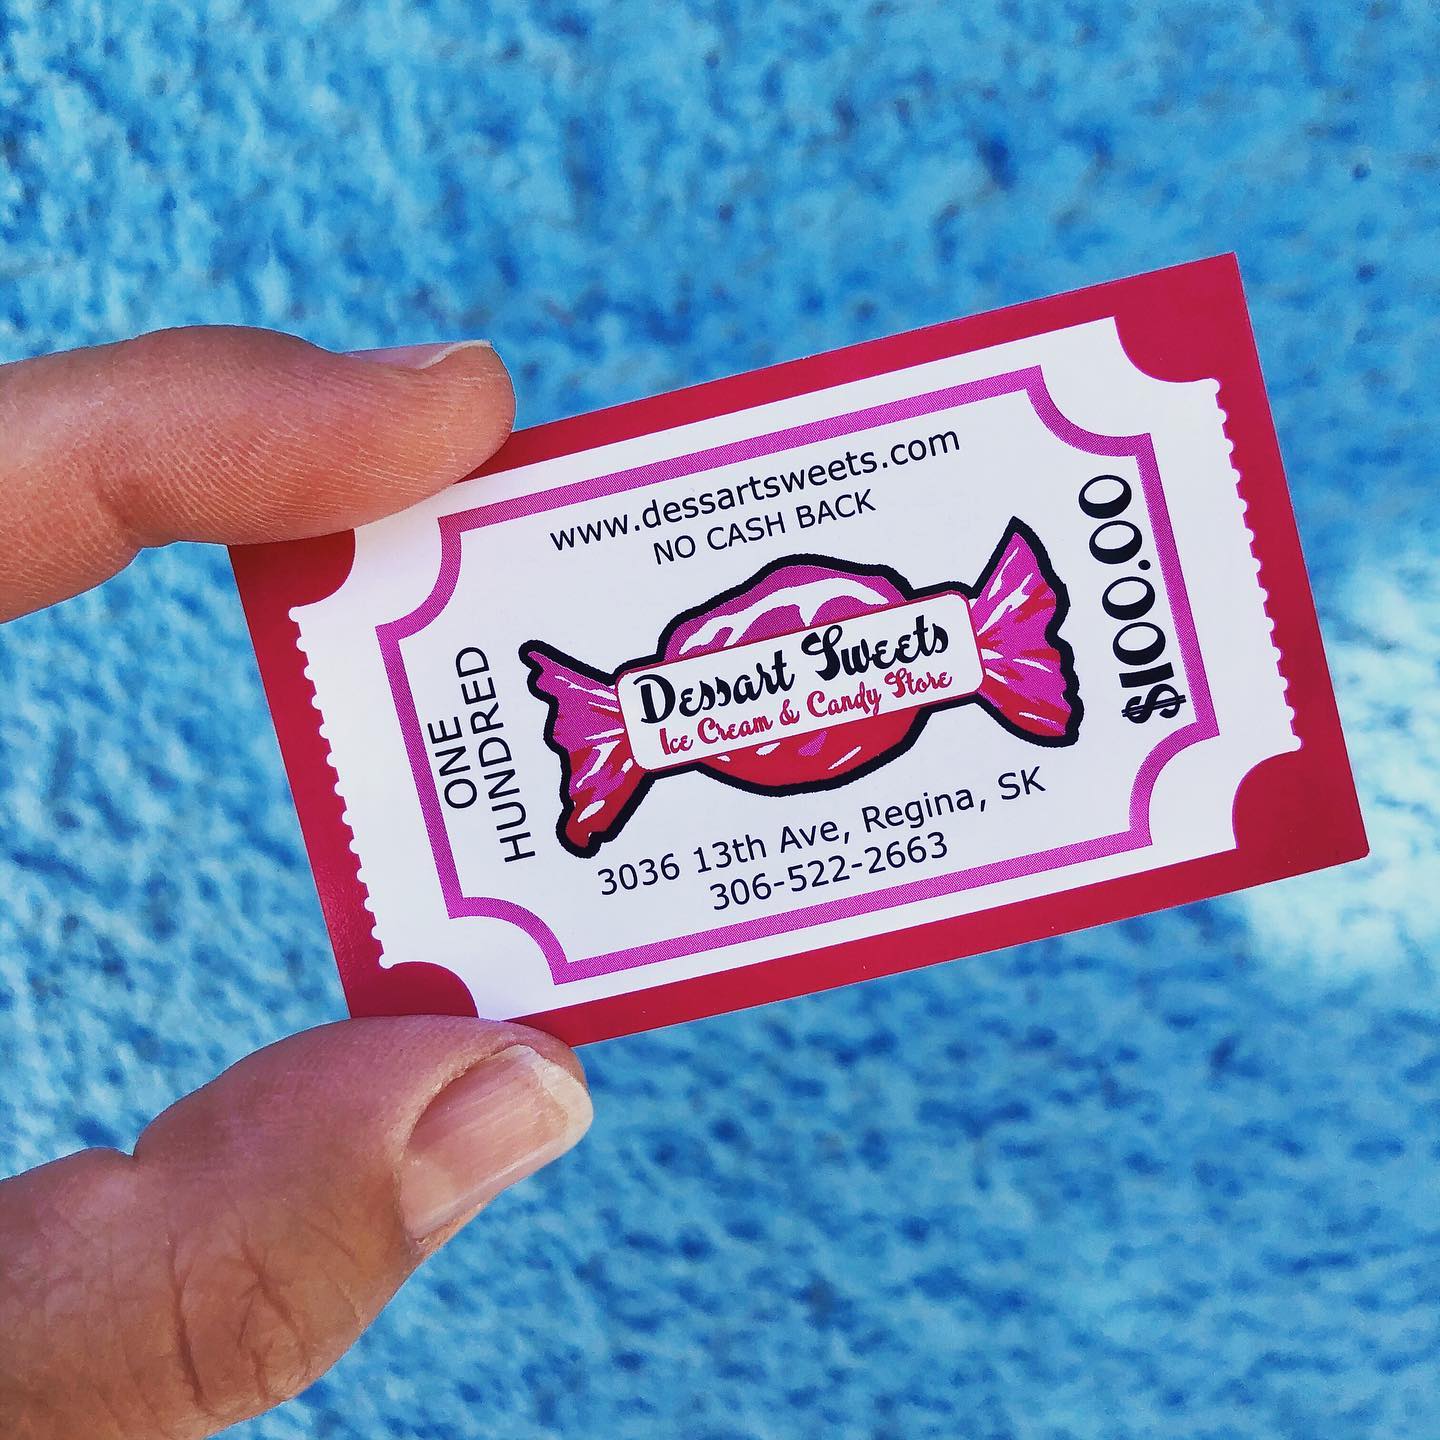 www.dessartsweets.com
NO CASH BACK
ONE
HUNDRED
Dessart Sweets
Ice Cream & Candy Store
$100.00
3036 13th Ave, Regina, SK
306-522-2663